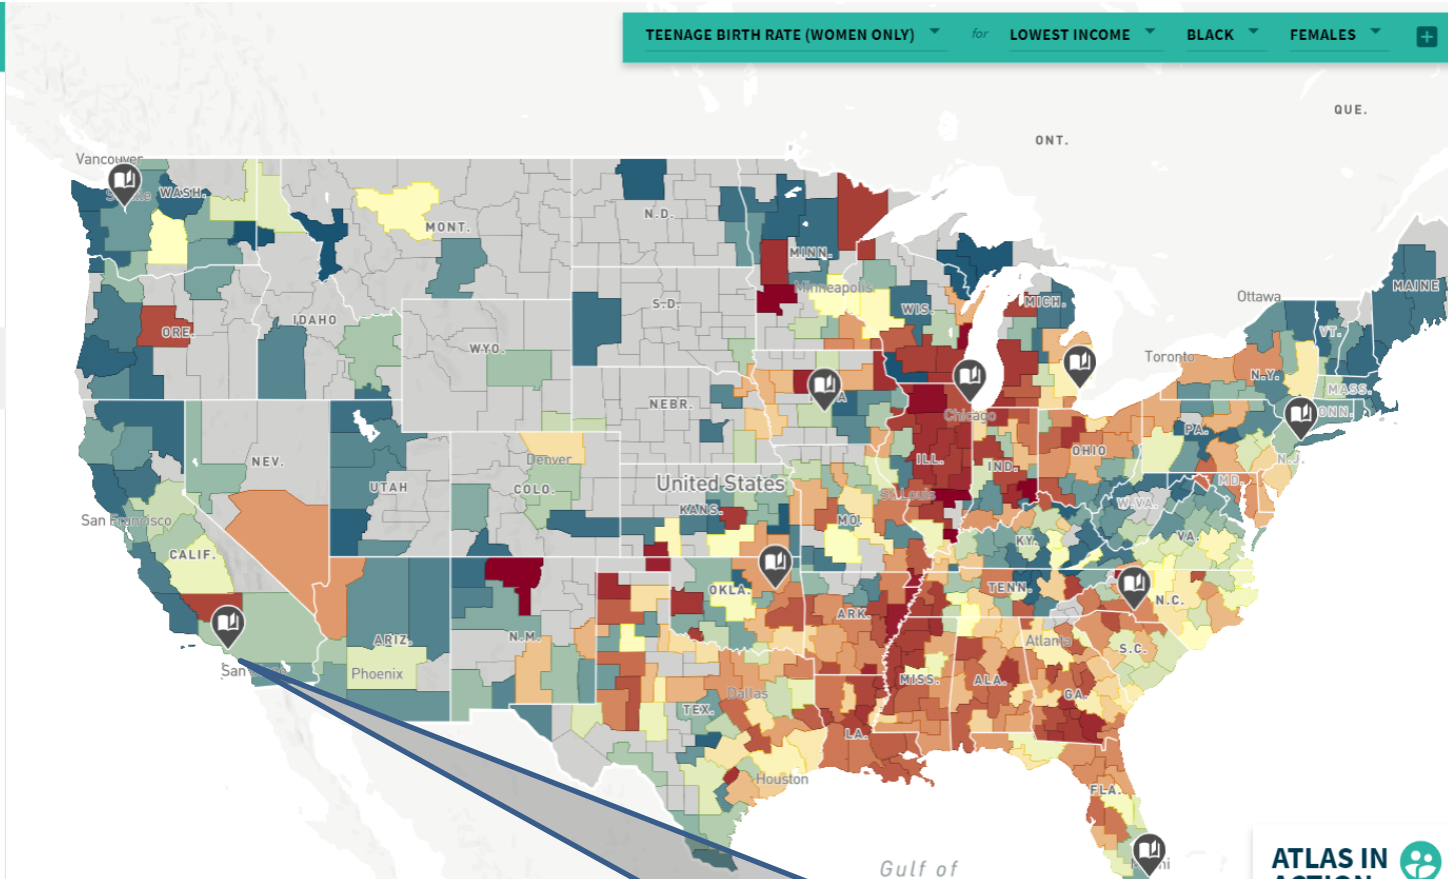 TEENAGE BIRTH RATE (WOMEN ONLY) for LOWEST INCOME BLACK FEMALES
QUE.
ONT.
Vancouver
WASH.
MONT.
N.D.
MINN.
Minneapolis
S.D.
WIS.
MICH.
Ottawa
MAINE
ORE.
IDAHO
WYO.
VT.
Toronto
N.Y.
MASS.
NEBR.
Chicago
CONN.
PA.
NEV.
Denver
ILL.
IND.
OHIO
N.J.
UTAH
COLO.
United States
St. Louis
MD.
San Francisco
KANS.
MO.
W.VA.
VA.
CALIF.
KY.
OKLA.
TENN.
N.C.
ARIZ.
N.M.
ARK.
Atlanta
S.C.
San
Phoenix
Dallas
MISS.
ALA.
GA.
TEX.
LA.
Houston
FLA.
Gulf of
ATLAS IN
ACTION